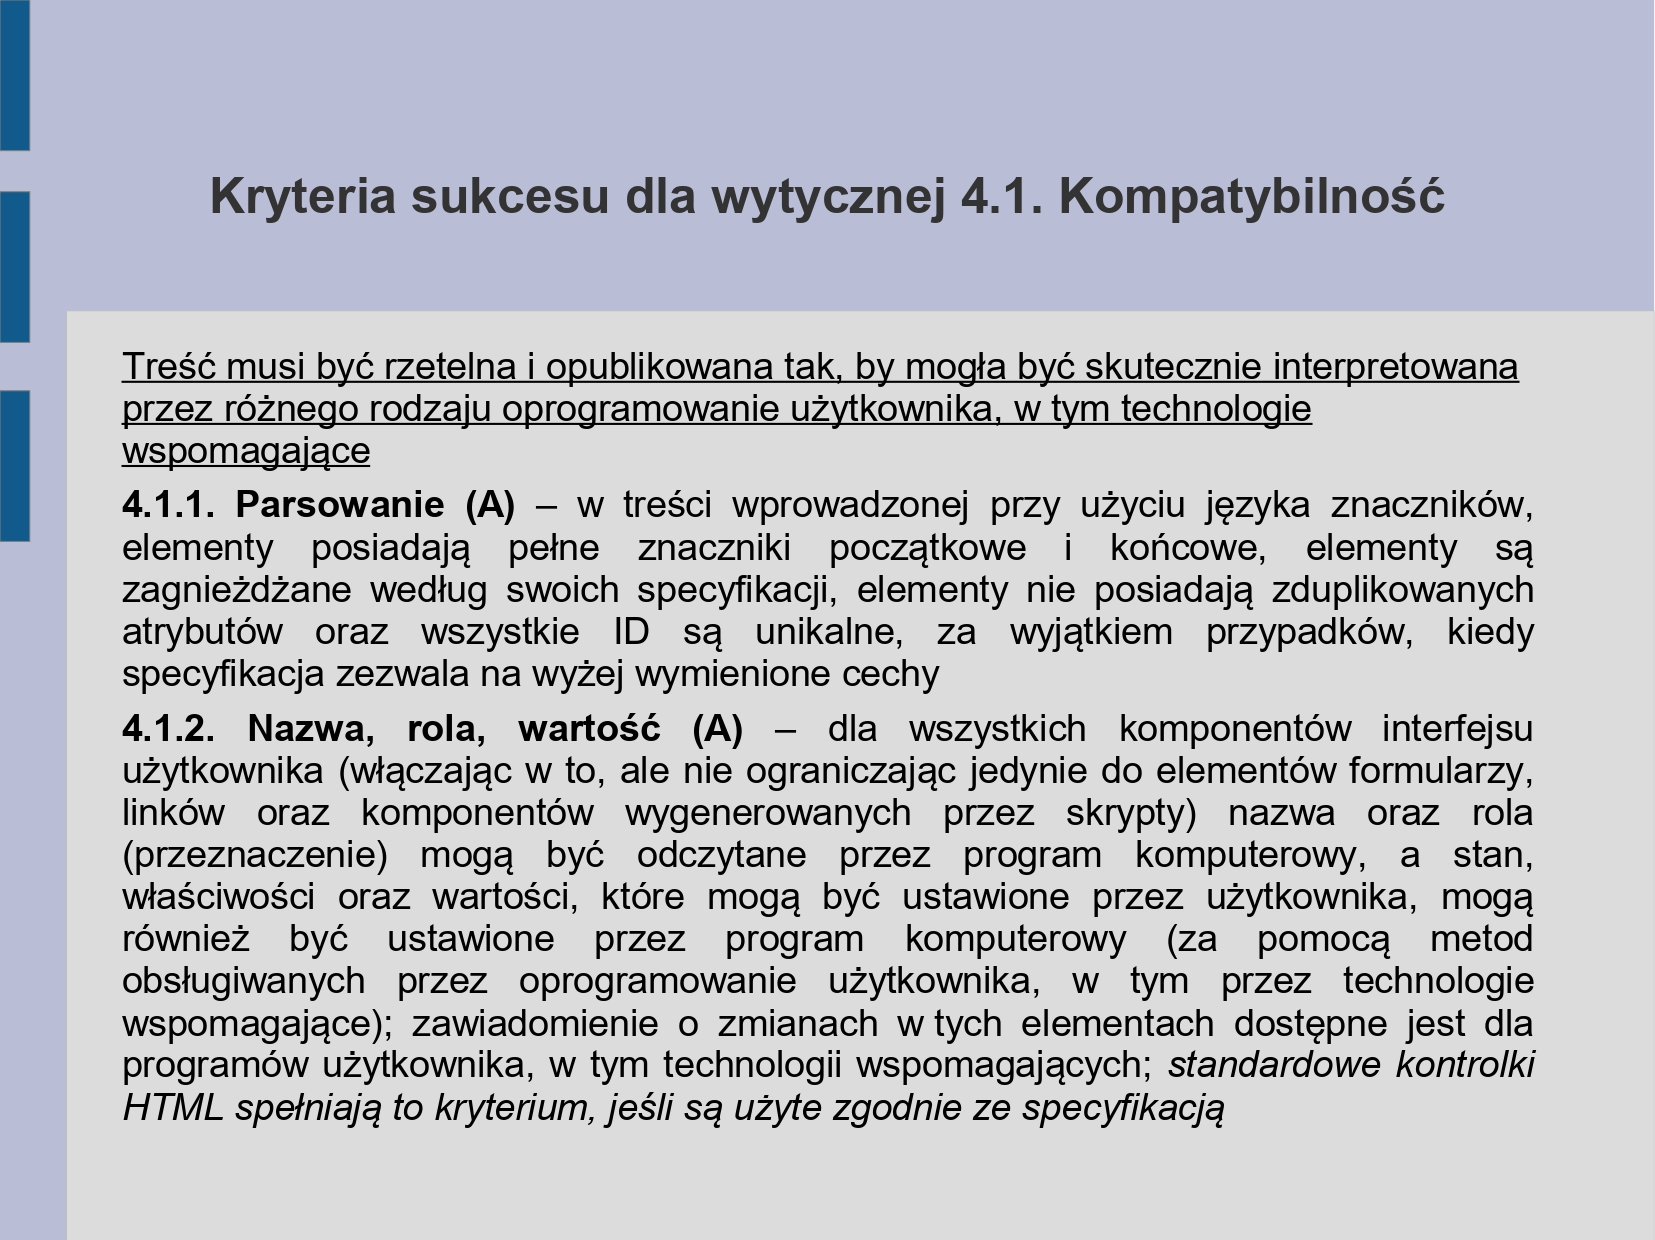 Kryteria sukcesu dla wytycznej 4.1. Kompatybilność
Treść musi być rzetelna i opublikowana tak, by mogła być skutecznie interpretowana
przez różnego rodzaju oprogramowanie użytkownika, w tym technologie
wspomagające
4.1.1. Parsowanie (A) – w treści wprowadzonej przy użyciu języka znaczników,
elementy posiadają pełne znaczniki początkowe i końcowe, elementy są
zagnieżdżane według swoich specyfikacji, elementy nie posiadają zduplikowanych
atrybutów oraz wszystkie ID są unikalne, za wyjątkiem przypadków, kiedy
specyfikacja zezwala na wyżej wymienione cechy
4.1.2. Nazwa, rola, wartość (A) – dla wszystkich komponentów interfejsu
użytkownika (włączając w to, ale nie ograniczając jedynie do elementów formularzy,
linków oraz komponentów wygenerowanych przez skrypty) nazwa oraz rola
(przeznaczenie) mogą być odczytane przez program komputerowy, a stan,
właściwości oraz wartości, które mogą być ustawione przez użytkownika, mogą
również być ustawione przez program komputerowy (za pomocą metod
obsługiwanych przez oprogramowanie użytkownika, w tym przez technologie
wspomagające); zawiadomienie o zmianach w tych elementach dostępne jest dla
programów użytkownika, w tym technologii wspomagających; standardowe kontrolki
HTML spełniają to kryterium, jeśli są użyte zgodnie ze specyfikacją